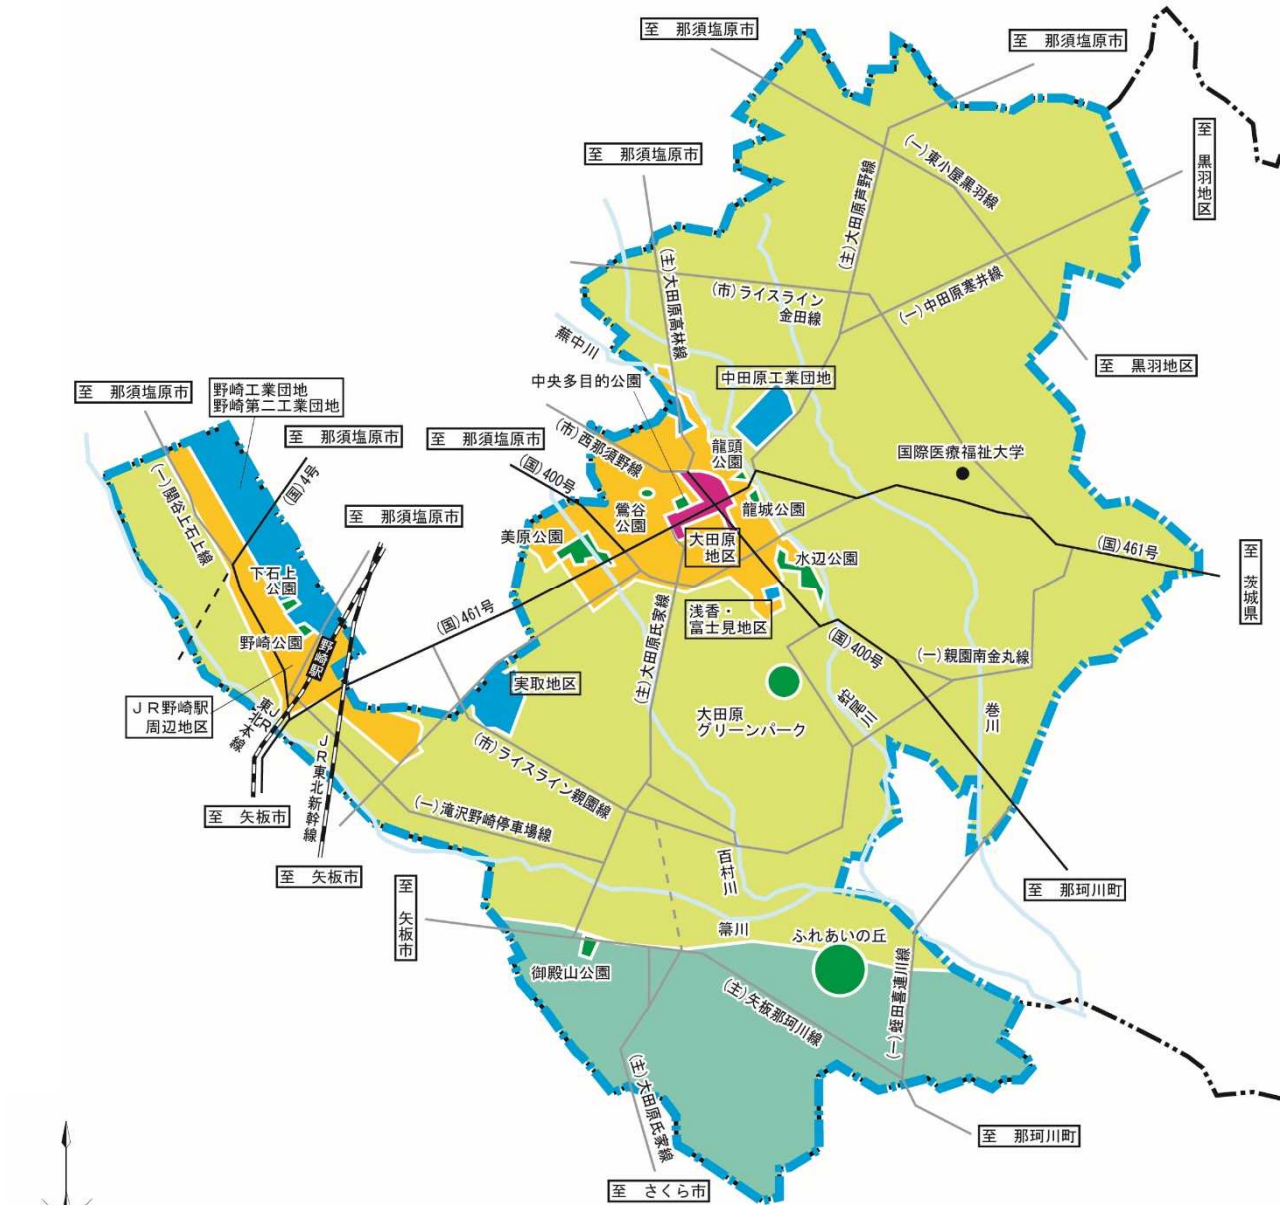 至 那須塩原市
至 那須塩原市
至 那須塩原市
至 黒羽地区
(一)東小屋黒羽線
(主)大田原芦野線
(主)大田原高林線
(市)ライスライン
金田線
(一)中田原寒井線
蕪中川
至 黒羽地区
中央多目的公園
中田原工業団地
至 那須塩原市
野崎工業団地
野崎第二工業団地
至 那須塩原市
至 那須塩原市
(市)西那須野線
龍頭
公園
国際医療福祉大学
(一)関谷上石上線
(国)4号
(国)400号
至 那須塩原市
鶯谷
公園
龍城公園
美原公園
大田原
地区
水辺公園
(国)461号
至 茨城県
下石上
公園
野崎公園
野崎駅
(国)461号
浅香・
富士見地区
(国)400号
(一)親園南金丸線
(主)大田原氏家線
実取地区
JR野崎駅
周辺地区
JR東北本線
JR東北新幹線
大田原
グリーンパーク
蛇尾川
巻川
(市)ライスライン親園線
至 矢板市
(一)滝沢野崎停車場線
至 矢板市
百村川
至 矢板市
至 那珂川町
箒川
ふれあいの丘
御殿山公園
(主)矢板那珂川線
(一)蛭田喜連川線
(主)大田原氏家線
至 那珂川町
至 さくら市